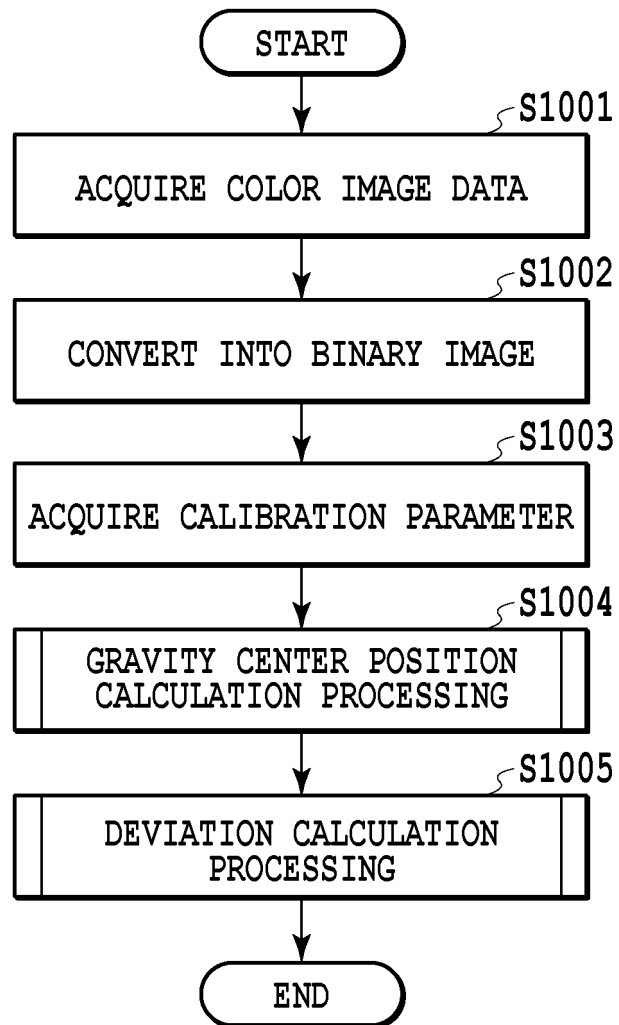 START
S1001
ACQUIRE COLOR IMAGE DATA
S1002
CONVERT INTO BINARY IMAGE
S1003
ACQUIRE CALIBRATION PARAMETER
S1004
GRAVITY CENTER POSITION
CALCULATION PROCESSING
S1005
DEVIATION CALCULATION
PROCESSING
END